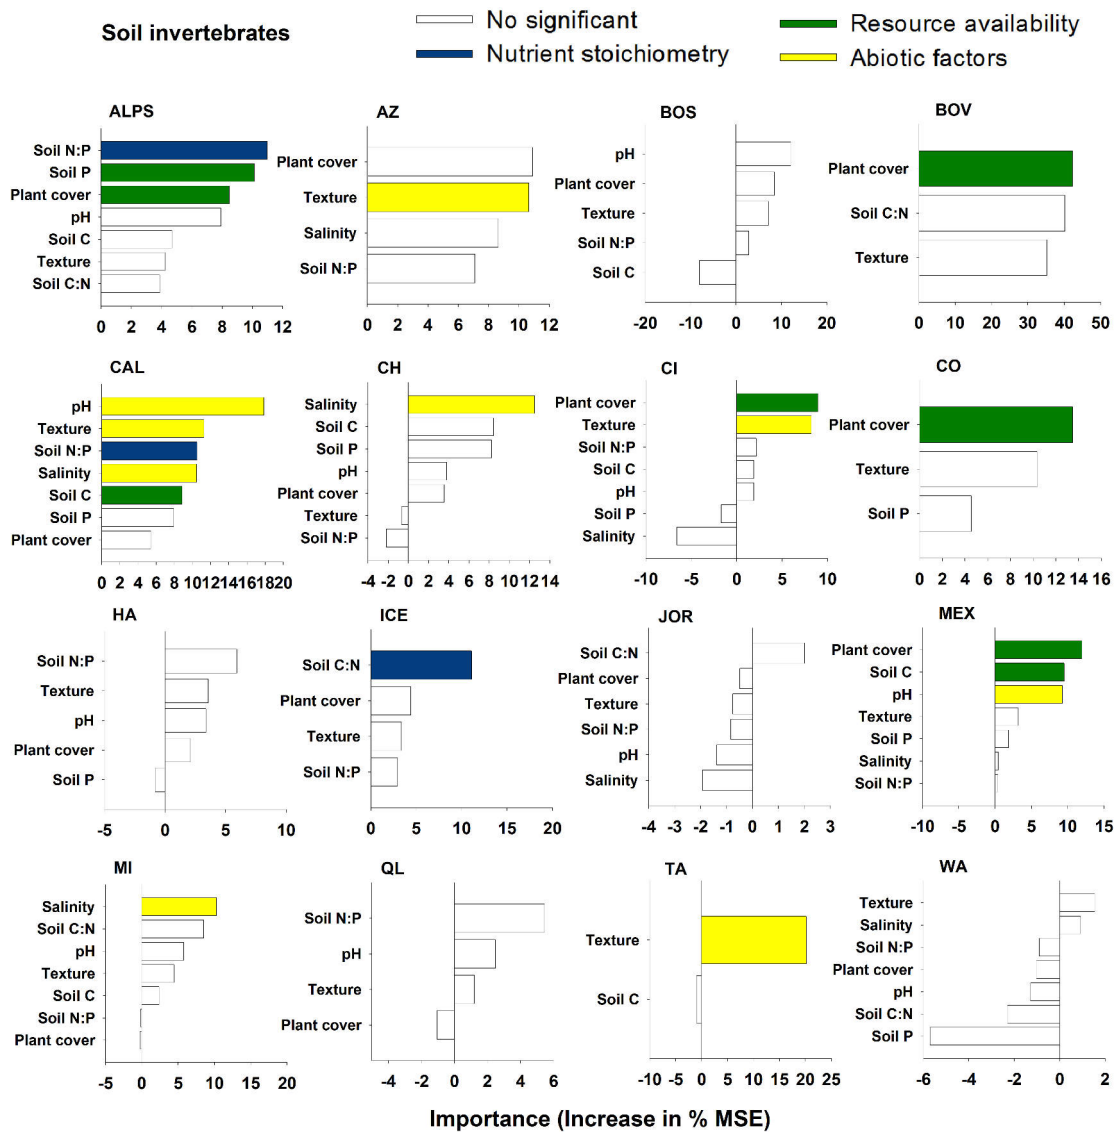 Soil invertebrates
No significant
Resource availability
Nutrient stoichiometry
Abiotic factors
ALPS
Soil N:P
Soil P
Plant cover
pH
Soil C
Texture
Soil C:N
0 2 4 6 8 10 12
AZ
Plant cover
Texture
Salinity
Soil N:P
0 2 4 6 8 10 12
BOS
pH
Plant cover
Texture
Soil N:P
Soil C
-20 -10 0 10 20
BOV
Plant cover
Soil C:N
Texture
0 10 20 30 40 50
CAL
pH
Texture
Soil N:P
Salinity
Soil C
Soil P
Plant cover
0 2 4 6 8 10 12 14 16 18 20
CH
Salinity
Soil C
Soil P
pH
Plant cover
Texture
Soil N:P
-4 -2 0 2 4 6 8 10 12 14
CI
Plant cover
Texture
Soil N:P
Soil C
pH
Soil P
Salinity
-10 -5 0 5 10
CO
Plant cover
Texture
Soil P
0 2 4 6 8 10 12 14 16
HA
Soil N:P
Texture
pH
Plant cover
Soil P
-5 0 5 10
ICE
Soil C:N
Plant cover
Texture
Soil N:P
0 5 10 15 20
JOR
Soil C:N
Plant cover
Texture
Soil N:P
pH
Salinity
-4 -3 -2 -1 0 1 2 3
MEX
Plant cover
Soil C
pH
Texture
Soil P
Salinity
Soil N:P
-10 -5 0 5 10 15
MI
Salinity
Soil C:N
pH
Texture
Soil C
Soil N:P
Plant cover
-5 0 5 10 15 20
QL
Soil N:P
pH
Texture
Plant cover
-4 -2 0 2 4 6
TA
Texture
Soil C
-10 -5 0 5 10 15 20 25
WA
Texture
Salinity
Soil N:P
Plant cover
pH
Soil C:N
Soil P
-6 -4 -2 0 2
Importance (Increase in % MSE)